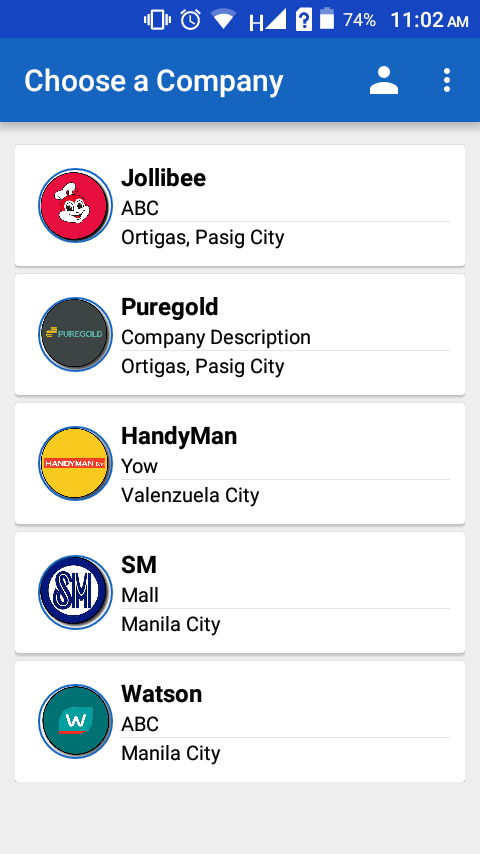 H 74% 11:02 AM
Choose a Company
Jollibee
ABC
Ortigas, Pasig City
PUREGOLD
Puregold
Company Description
Ortigas, Pasig City
HANDYMAN
HandyMan
Yow
Valenzuela City
SM
SM
Mall
Manila City
W
Watson
ABC
Manila City